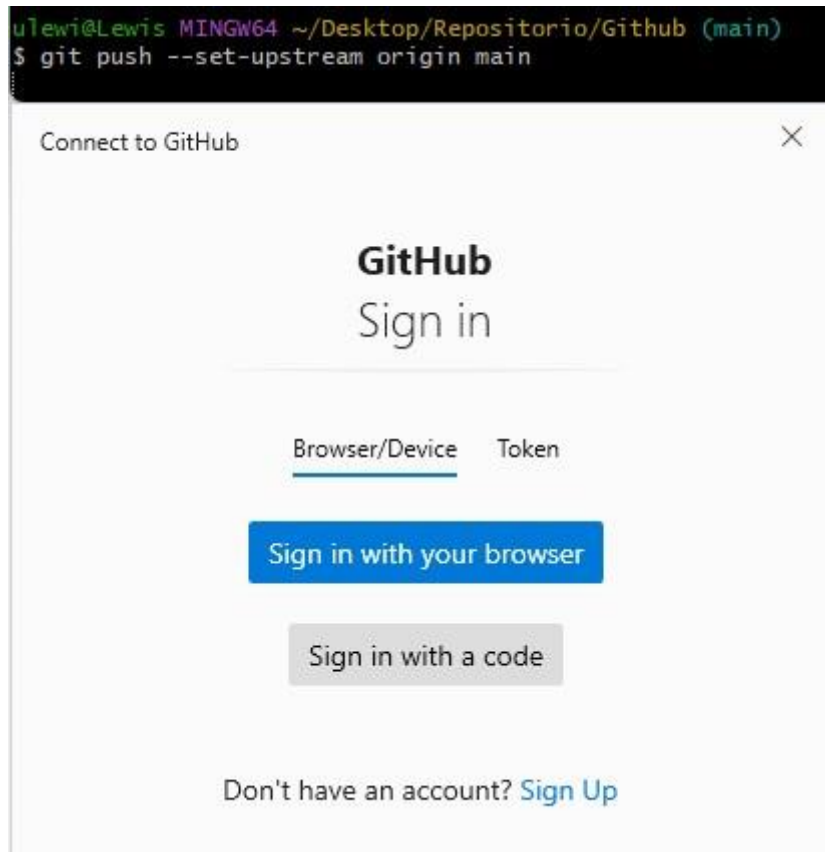 ulewi@Lewis MINGW64 ~/Desktop/Repositorio/Github (main)
$ git push --set-upstream origin main
Connect to GitHub
GitHub
Sign in
Browser/Device Token
Sign in with your browser
Sign in with a code
Don't have an account? Sign Up